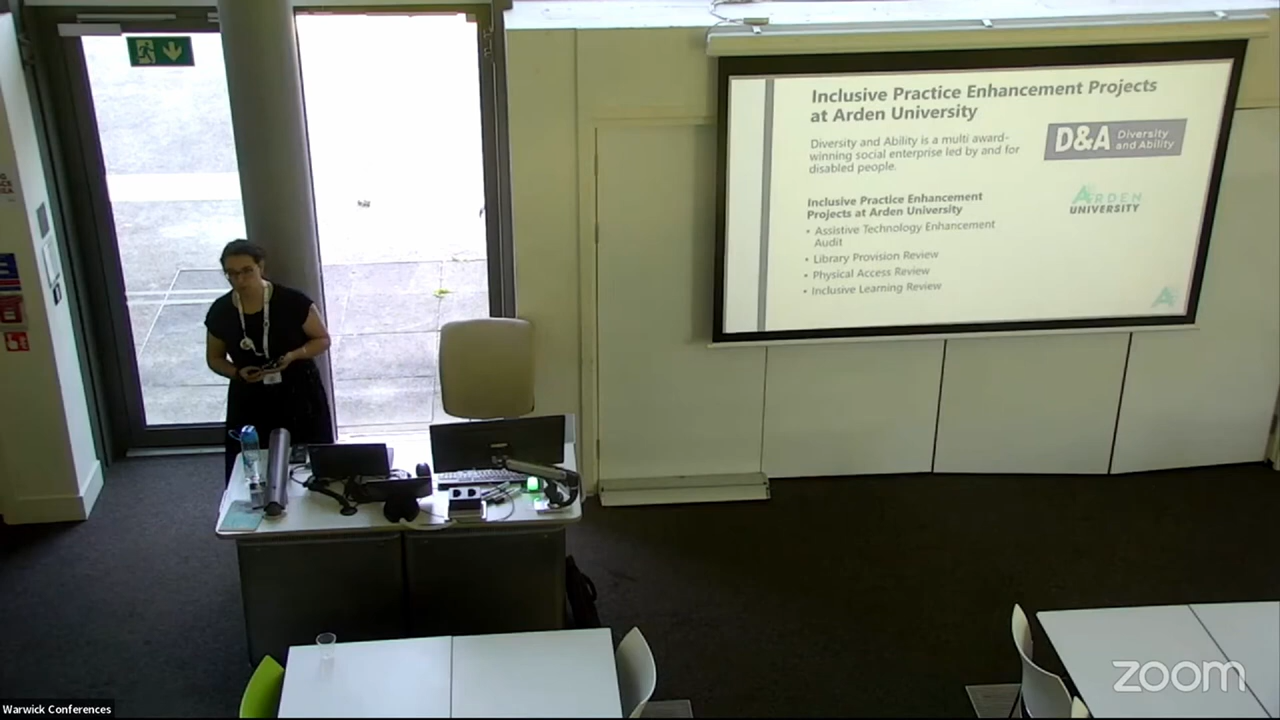 Inclusive Practice Enhancement Projects
at Arden University
Diversity and Ability is a multi award-
winning social enterprise led by and for
disabled people.
D&A Diversity
and Ability
ARDEN
UNIVERSITY
Inclusive Practice Enhancement
Projects at Arden University
• Assistive Technology Enhancement
Audit
• Library Provision Review
• Physical Access Review
• Inclusive Learning Review
zoom
Warwick Conferences